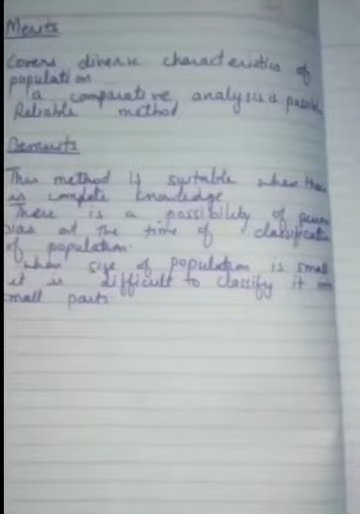 Merits
Covers diverse characteristics of
population
a comparative analysis is possible
Reliable method
Demerits
This method is suitable when there
is complete knowledge
There is a possibility of
bias at the time of classification
of population.
when size of population is small
it is difficult to classify it
small parts.